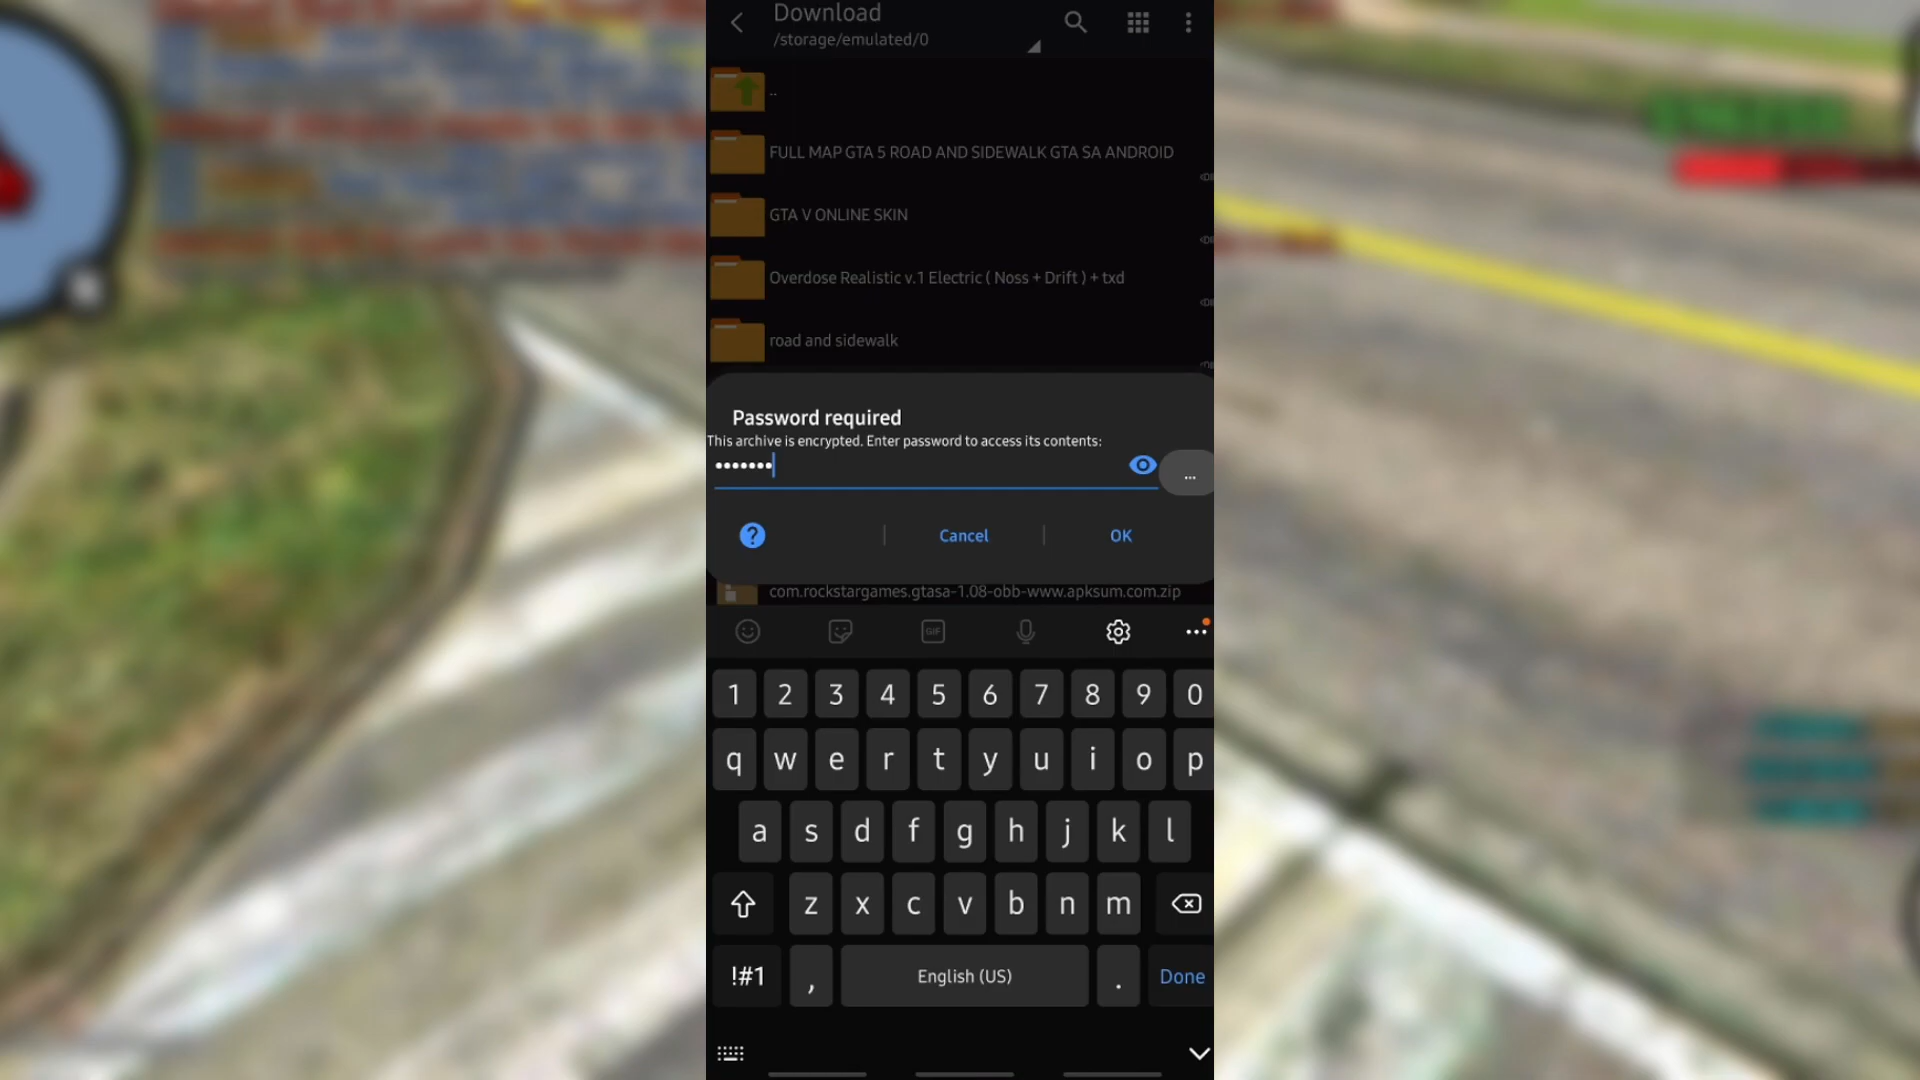 Download
/storage/emulated/0
..
FULL MAP GTA 5 ROAD AND SIDEWALK GTA SA ANDROID
GTA V ONLINE SKIN
Overdose Realistic v.1 Electric ( Noss + Drift ) + txd
road and sidewalk
Password required
This archive is encrypted. Enter password to access its contents:
•••••••
...
? Cancel OK
com.rockstargames.gtasa-1.08-obb-www.apksum.com.zip
GIF
1 2 3 4 5 6 7 8 9 0
q w e r t y u i o p
a s d f g h j k l
z x c v b n m
!#1 , English (US) . Done